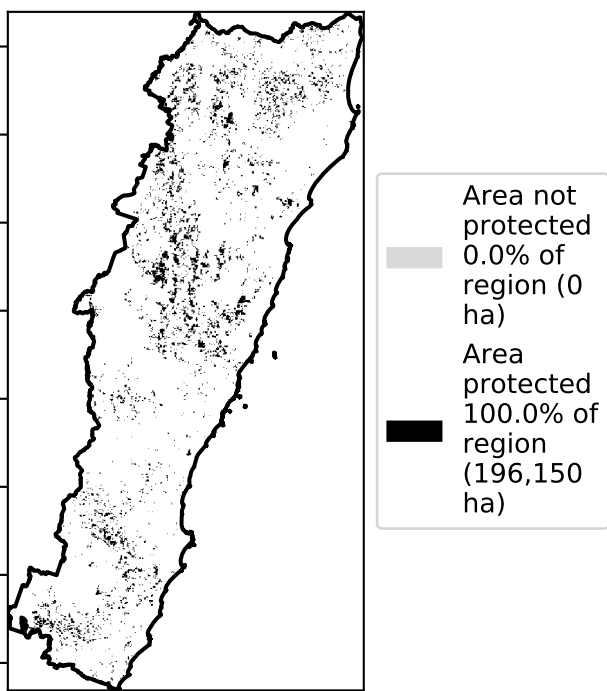 Area not
protected
0.0% of
region (0
ha)
Area
protected
100.0% of
region
(196,150
ha)